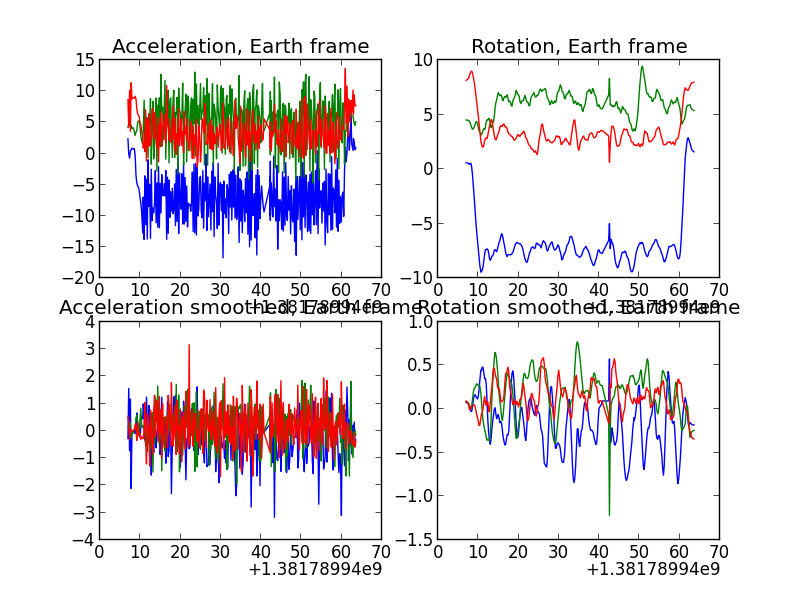 Acceleration, Earth frame
Rotation, Earth frame
15
10
5
0
−5
−10
−15
−20
0 10 20 30 40 50 60 70
+1.38178994e9
10
5
0
−5
−10
0 10 20 30 40 50 60 70
+1.38178994e9
Acceleration smoothed, Earth frame
Rotation smoothed, Earth frame
4
3
2
1
0
−1
−2
−3
−4
0 10 20 30 40 50 60 70
+1.38178994e9
1.0
0.5
0.0
−0.5
−1.0
−1.5
0 10 20 30 40 50 60 70
+1.38178994e9